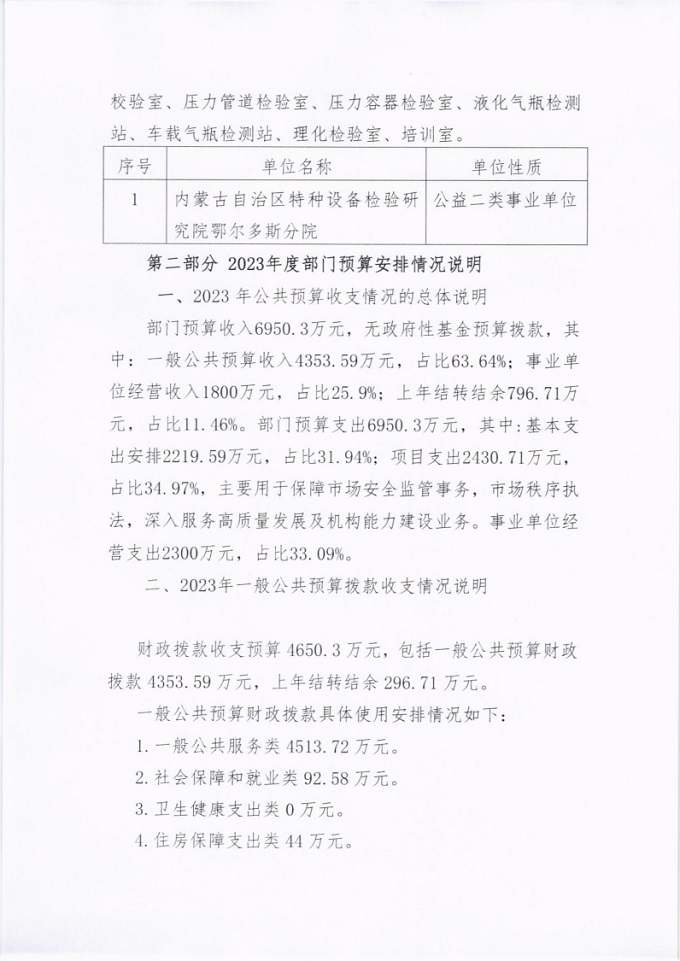 校验室、压力管道检验室、压力容器检验室、液化气瓶检测
站、车载气瓶检测站、理化检验室、培训室。
序号 单位名称 单位性质
1 内蒙古自治区特种设备检验研 公益二类事业单位
究院鄂尔多斯分院
第二部分 2023年度部门预算安排情况说明
一、2023 年公共预算收支情况的总体说明
部门预算收入6950.3万元，无政府性基金预算拨款，其
中：一般公共预算收入4353.59万元，占比63.64%；事业单
位经营收入1800万元，占比25.9%；上年结转结余796.71万
元，占比11.46%。部门预算支出6950.3万元，其中:基本支
出安排2219.59万元，占比31.94%；项目支出2430.71万元，
占比34.97%，主要用于保障市场安全监管事务，市场秩序执
法，深入服务高质量发展及机构能力建设业务。事业单位经
营支出2300万元，占比33.09%。
二、2023年一般公共预算拨款收支情况说明
财政拨款收支预算 4650.3 万元，包括一般公共预算财政
拨款 4353.59 万元，上年结转结余 296.71 万元。
一般公共预算财政拨款具体使用安排情况如下：
1.一般公共服务类 4513.72 万元。
2.社会保障和就业类 92.58 万元。
3.卫生健康支出类 0 万元。
4.住房保障支出类 44 万元。